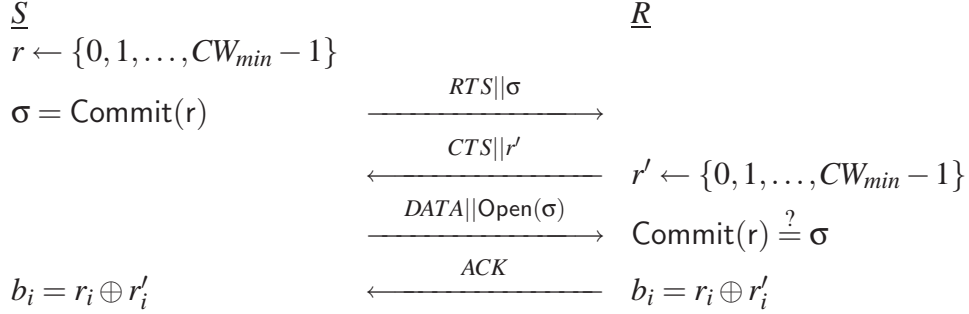 S R
r ← {0, 1, . . . , CW_min − 1}
RTS||σ
σ = Commit(r)
CTS||r′
r′ ← {0, 1, . . . , CW_min − 1}
DATA||Open(σ)
Commit(r) ?= σ
ACK
b_i = r_i ⊕ r′_i b_i = r_i ⊕ r′_i